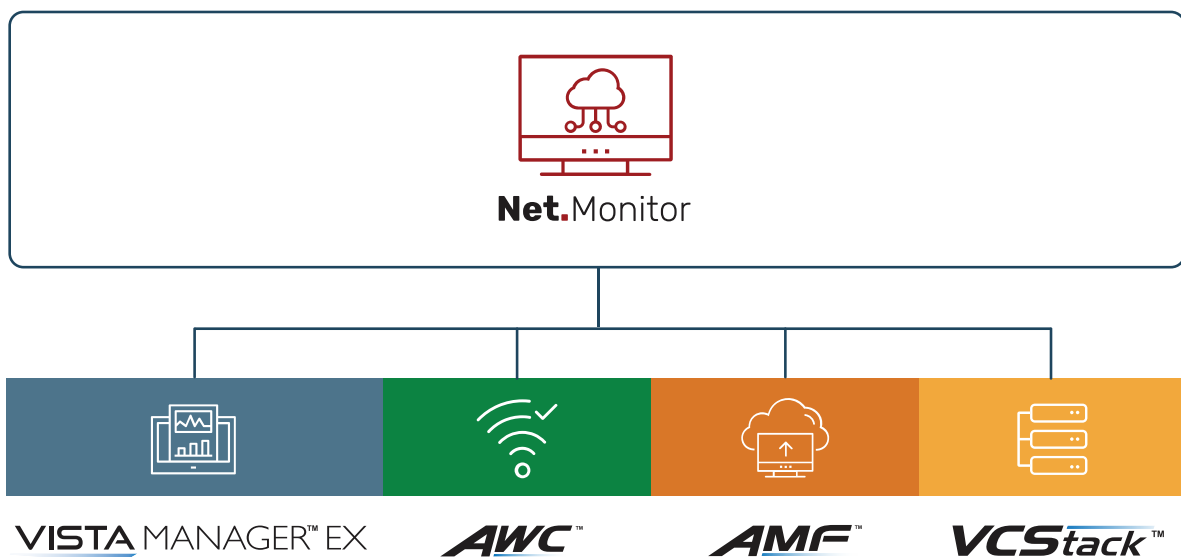 Net.Monitor
VISTA MANAGER™ EX
AWC™
AMF™
VCStack™